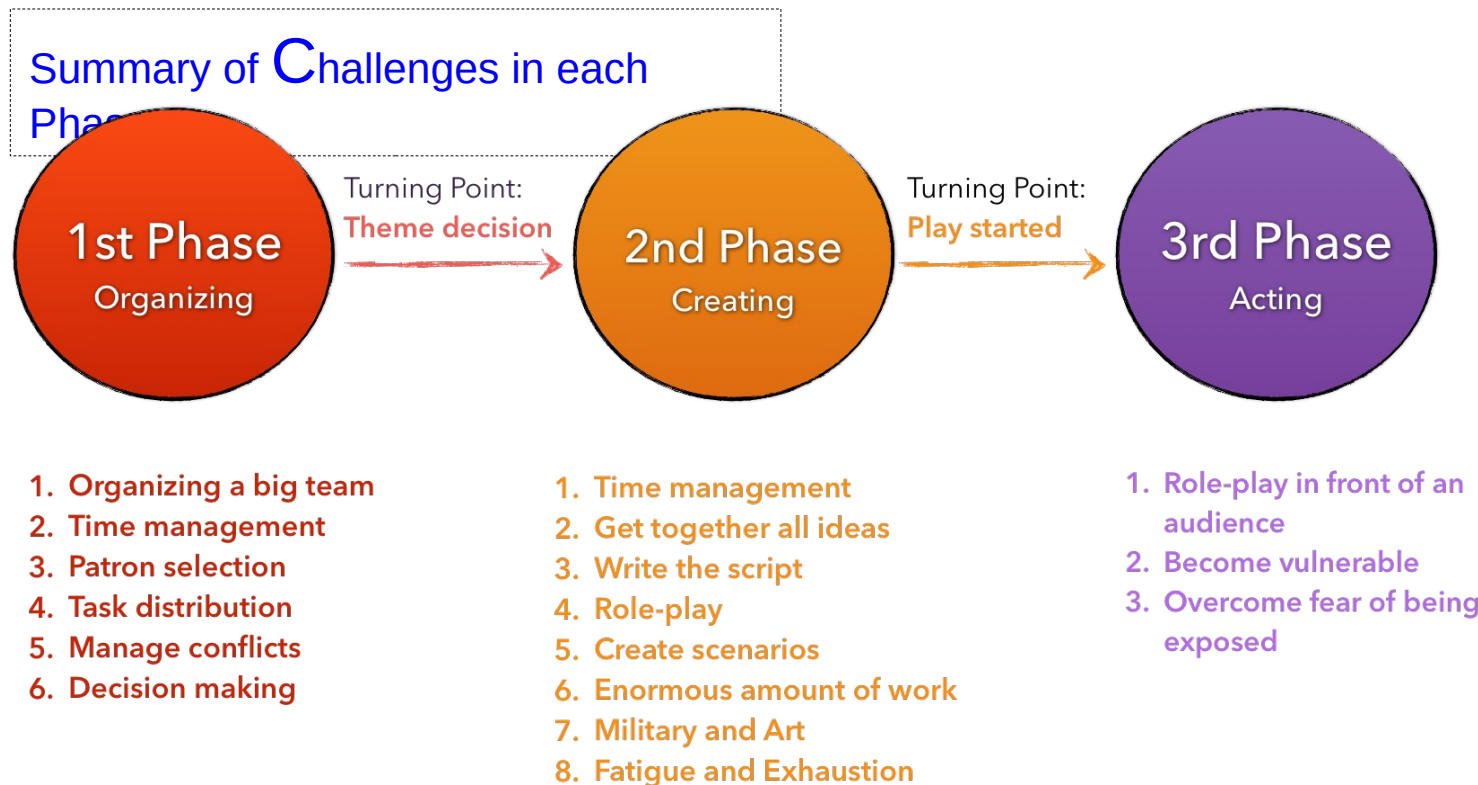 Summary of Challenges in each
Turning Point:
Theme decision
Turning Point:
Play started
1st Phase
Organizing
2nd Phase
Creating
3rd Phase
Acting
1. Organizing a big team
2. Time management
3. Patron selection
4. Task distribution
5. Manage conflicts
6. Decision making
1. Time management
2. Get together all ideas
3. Write the script
4. Role-play
5. Create scenarios
6. Enormous amount of work
7. Military and Art
8. Fatigue and Exhaustion
1. Role-play in front of an
audience
2. Become vulnerable
3. Overcome fear of being
exposed